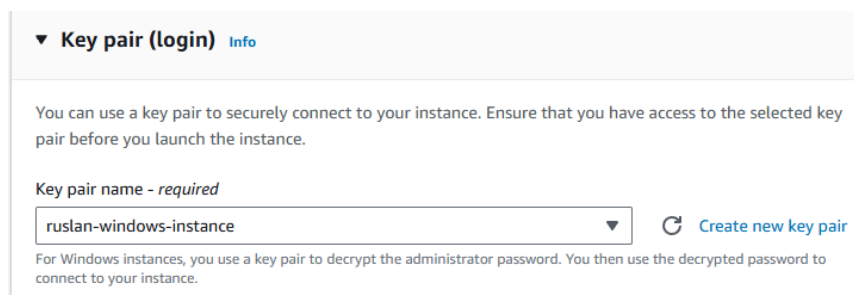 Key pair (login) Info
You can use a key pair to securely connect to your instance. Ensure that you have access to the selected key
pair before you launch the instance.
Key pair name - required
ruslan-windows-instance
Create new key pair
For Windows instances, you use a key pair to decrypt the administrator password. You then use the decrypted password to
connect to your instance.